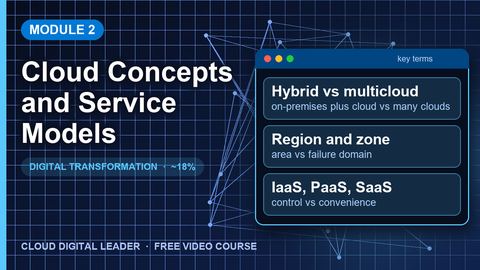 MODULE 2
Cloud Concepts
and Service
Models
DIGITAL TRANSFORMATION · ~18%
key terms
Hybrid vs multicloud
on-premises plus cloud vs many clouds
Region and zone
area vs failure domain
IaaS, PaaS, SaaS
control vs convenience
CLOUD DIGITAL LEADER · FREE VIDEO COURSE